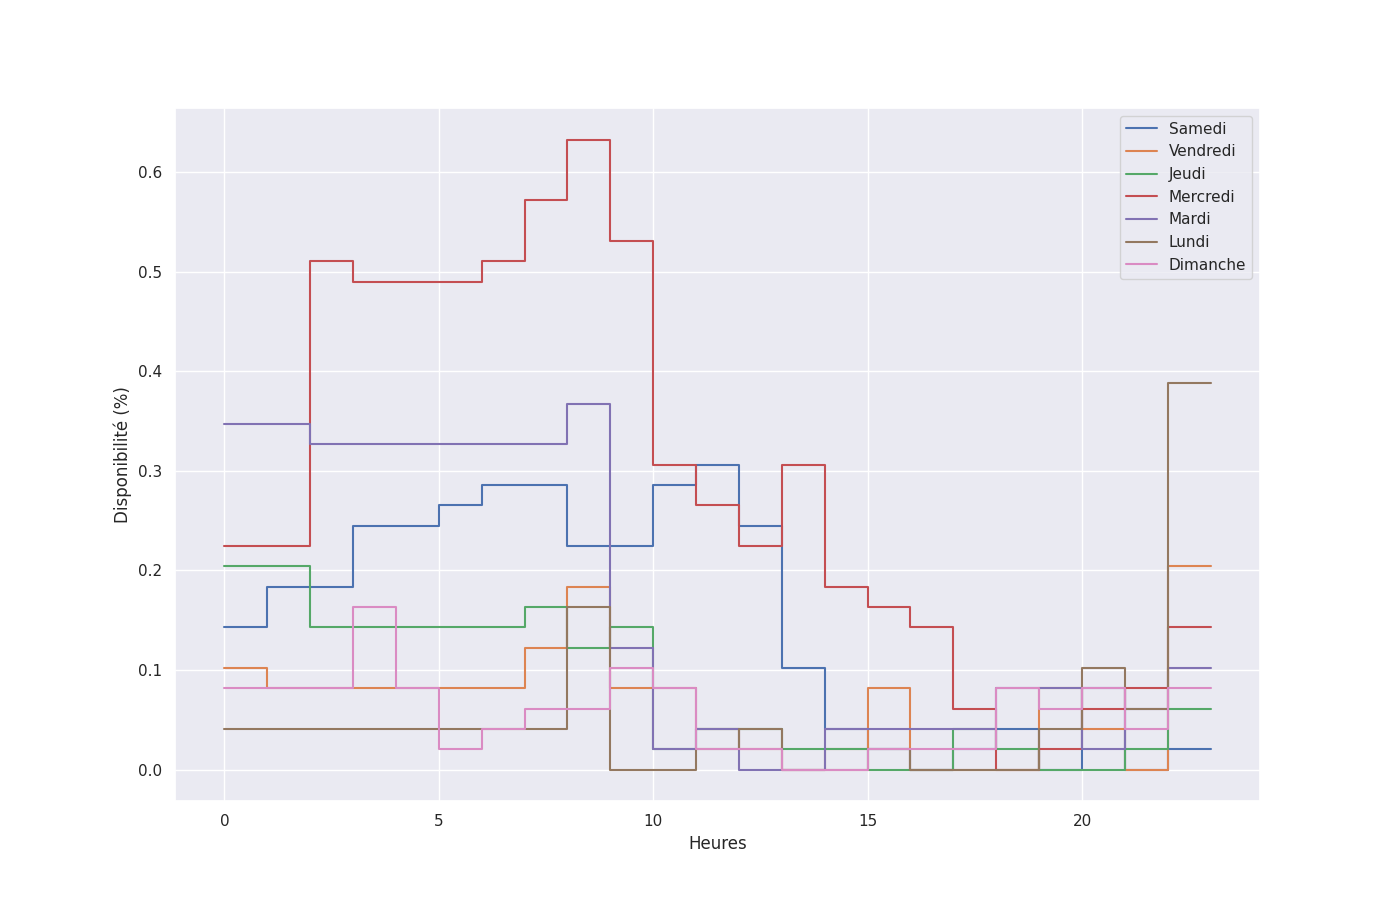 Samedi
Vendredi
Jeudi
Mercredi
Mardi
Lundi
Dimanche
0.6
0.5
0.4
0.3
0.2
0.1
0.0
Disponibilité (%)
0 5 10 15 20
Heures